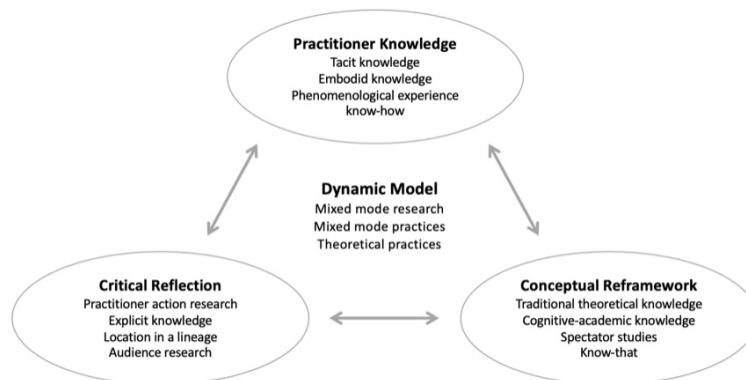 Practitioner Knowledge
Tacit knowledge
Embodid knowledge
Phenomenological experience
know-how
Dynamic Model
Mixed mode research
Mixed mode practices
Theoretical practices
Critical Reflection
Practitioner action research
Explicit knowledge
Location in a lineage
Audience research
Conceptual Reframework
Traditional theoretical knowledge
Cognitive-academic knowledge
Spectator studies
Know-that